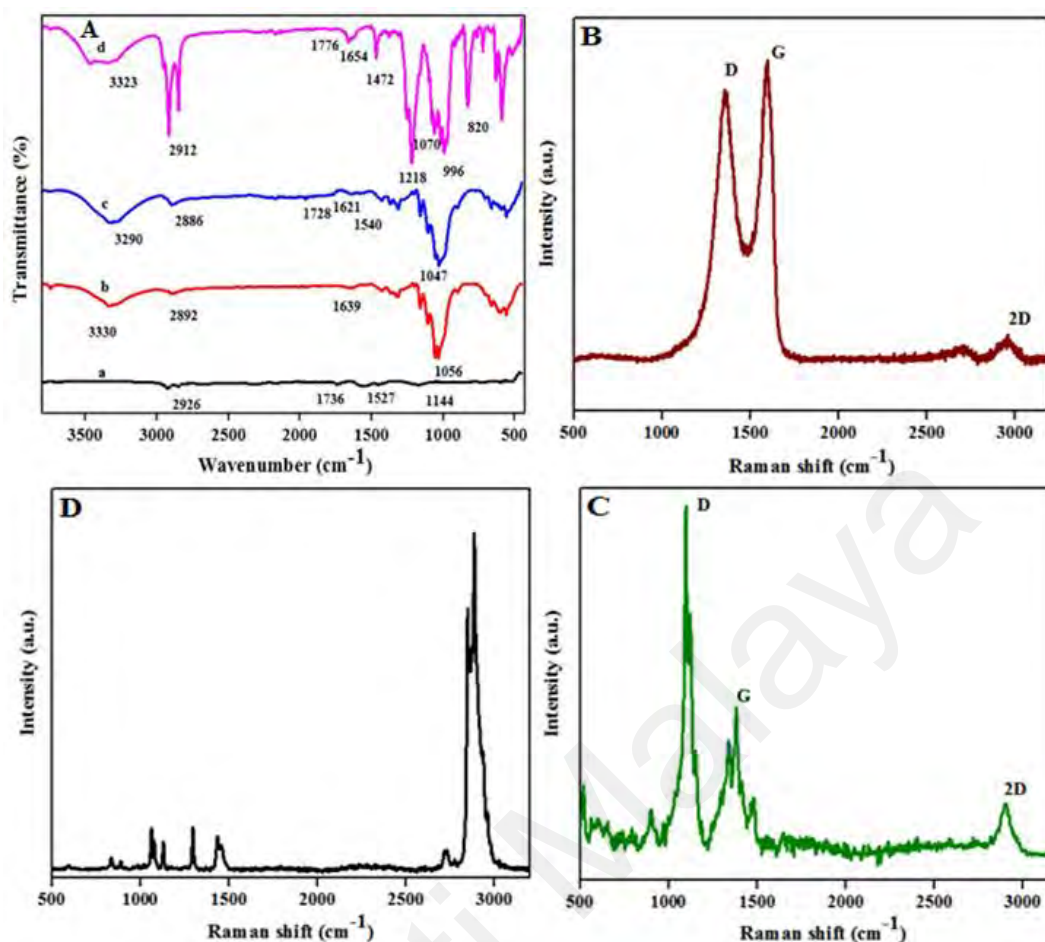 A
d
3323
2912
1776
1654
1472
1218
1070
996
820
c
3290
2886
1728
1621
1540
1047
b
3330
2892
1639
1056
a
2926
1736
1527
1144
Transmittance (%)
3500 3000 2500 2000 1500 1000 500
Wavenumber (cm⁻¹)
B
D
G
2D
Intensity (a.u.)
500 1000 1500 2000 2500 3000
Raman shift (cm⁻¹)
D
Intensity (a.u.)
500 1000 1500 2000 2500 3000
Raman shift (cm⁻¹)
C
D
G
2D
Intensity (a.u.)
500 1000 1500 2000 2500 3000
Raman shift (cm⁻¹)
Malaya